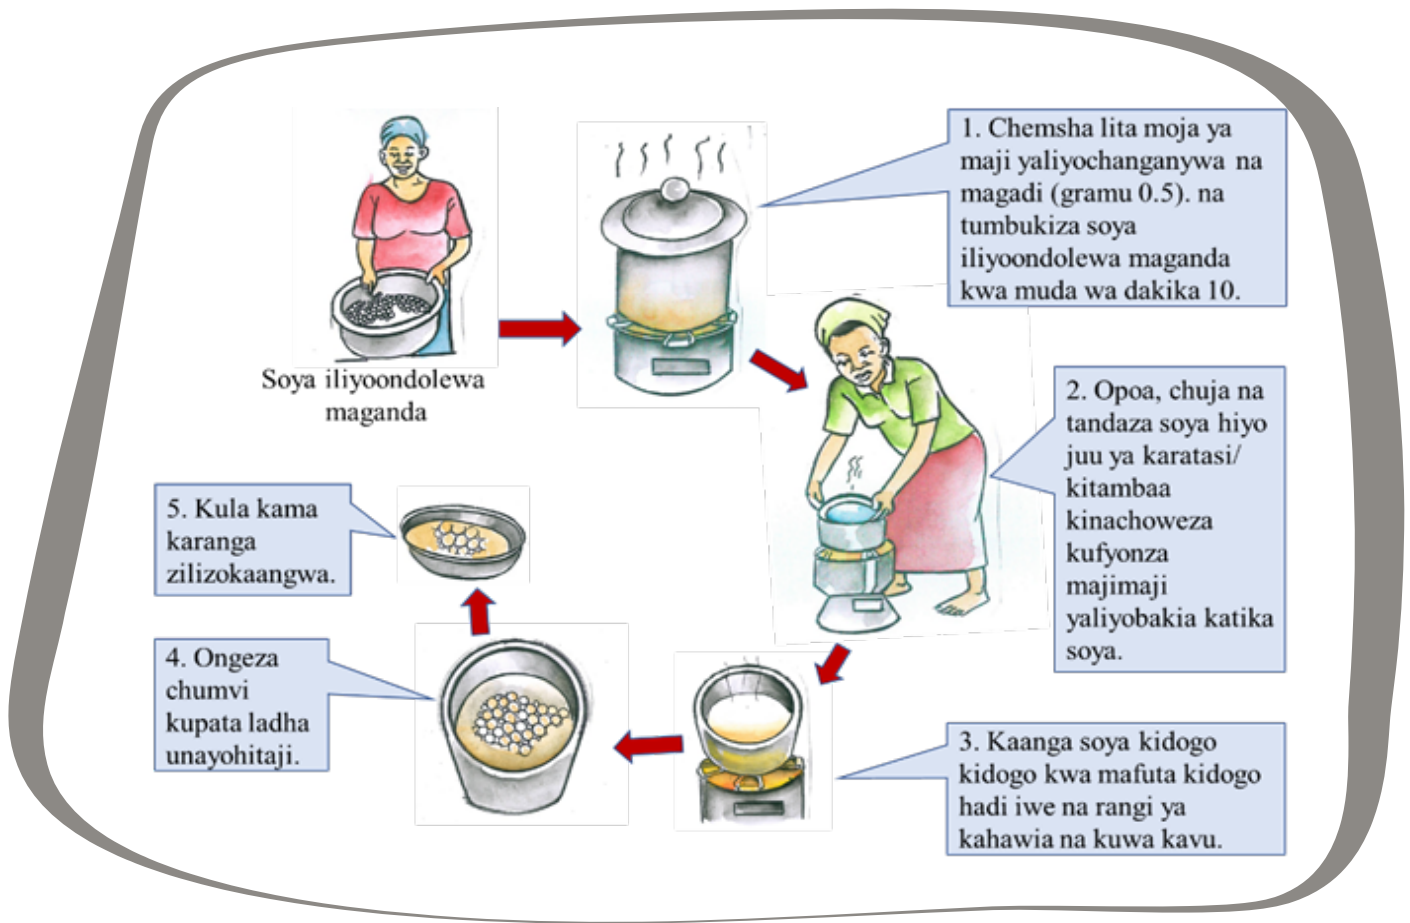 Soya iliyoondolewa
maganda
1. Chemsha lita moja ya
maji yaliyochanganywa na
magadi (gramu 0.5). na
tumbukiza soya
iliyoondolewa maganda
kwa muda wa dakika 10.
2. Opoa, chuja na
tandaza soya hiyo
juu ya karatasi/
kitambaa
kinachoweza
kufyonza
majimaji
yaliyobakia katika
soya.
3. Kaanga soya kidogo
kidogo kwa mafuta kidogo
hadi iwe na rangi ya
kahawia na kuwa kavu.
4. Ongeza
chumvi
kupata ladha
unayohitaji.
5. Kula kama
karanga
zilizokaangwa.